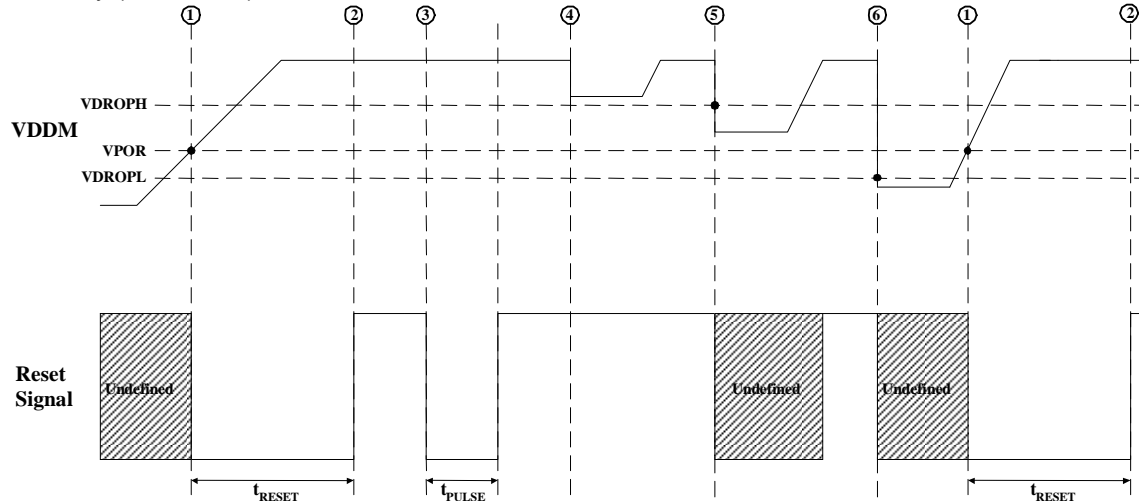 1 2 3 4 5 6 1 2
VDROPH
VDDM
VPOR
VDROPL
Reset
Signal
Undefined Undefined Undefined
tRESET tPULSE tRESET